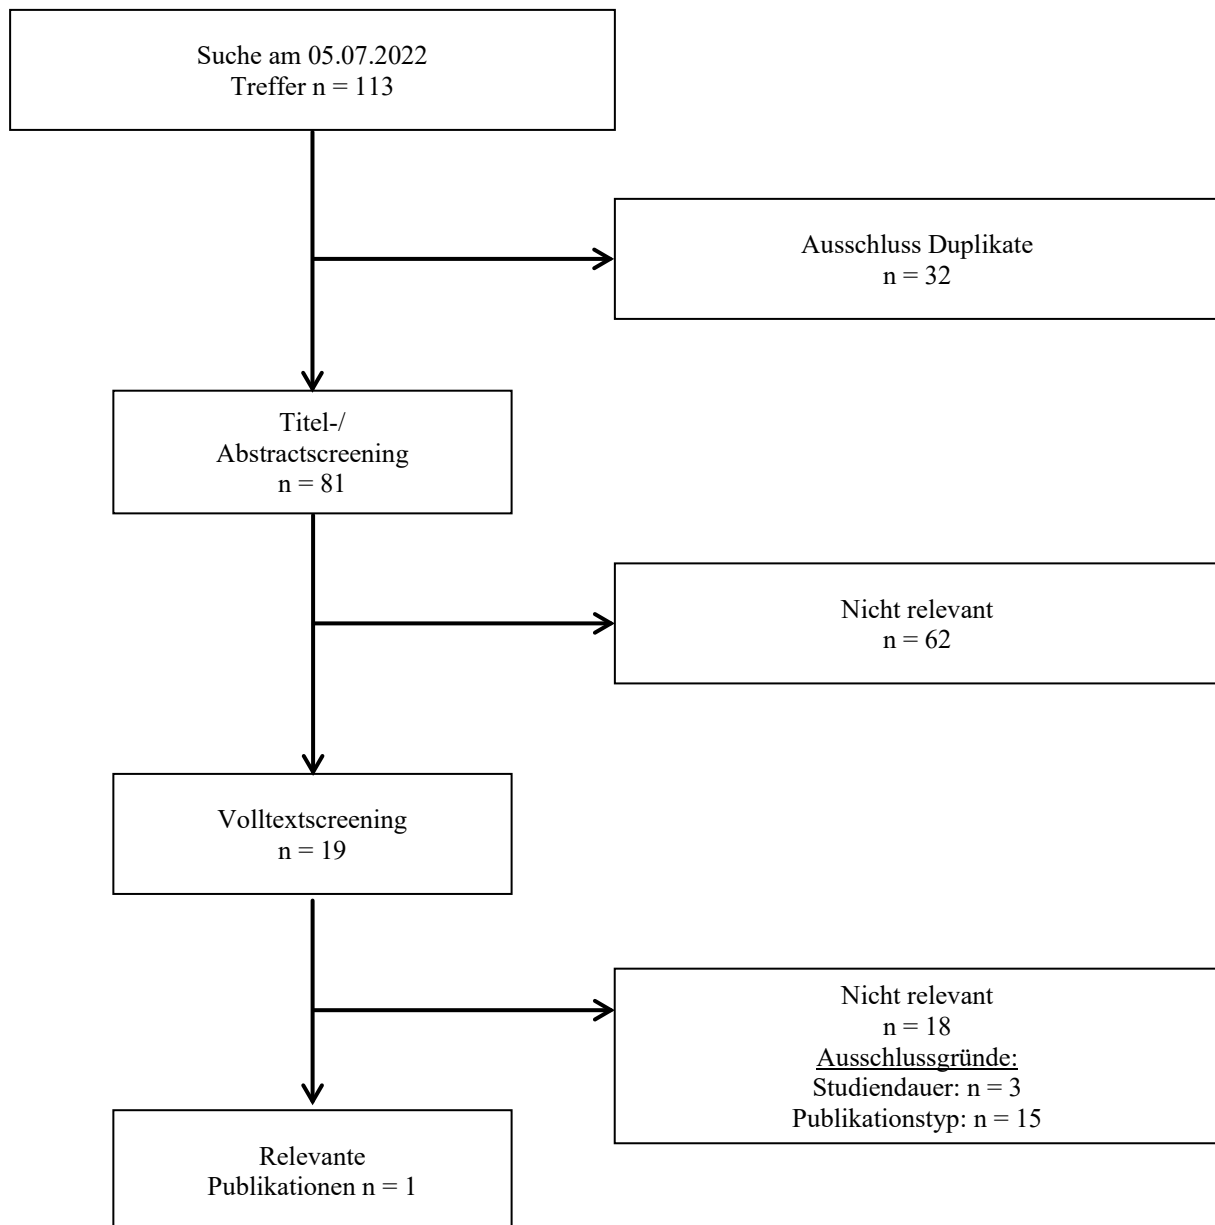 Suche am 05.07.2022
Treffer n = 113
Ausschluss Duplikate
n = 32
Titel-/
Abstractscreening
n = 81
Nicht relevant
n = 62
Volltextscreening
n = 19
Nicht relevant
n = 18
Ausschlussgründe:
Studiendauer: n = 3
Publikationstyp: n = 15
Relevante
Publikationen n = 1